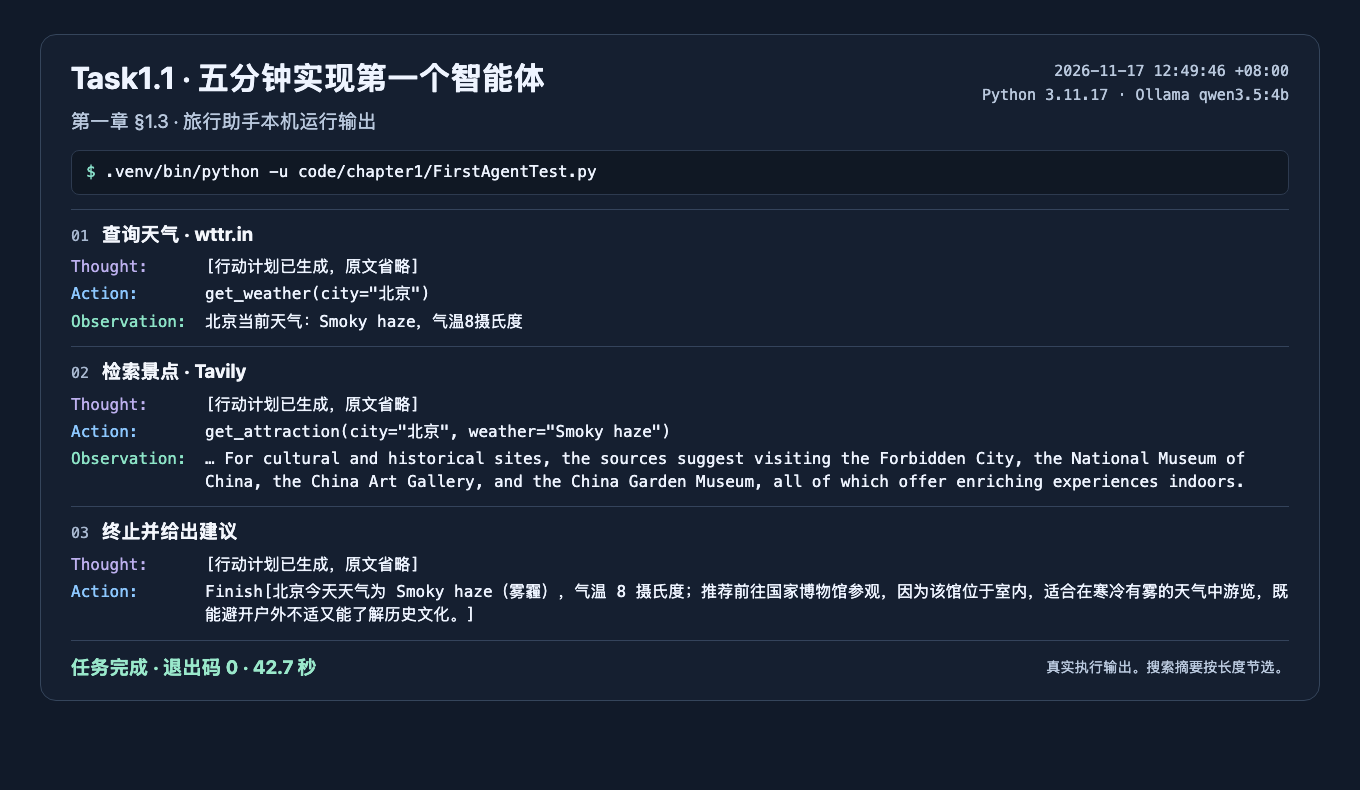 Task1.1 · 五分钟实现第一个智能体
2026-11-17 12:49:46 +08:00
Python 3.11.17 · Ollama qwen3.5:4b
第一章 §1.3 · 旅行助手本机运行输出
$ .venv/bin/python -u code/chapter1/FirstAgentTest.py
01 查询天气 · wttr.in
Thought: [行动计划已生成，原文省略]
Action: get_weather(city="北京")
Observation: 北京当前天气：Smoky haze，气温8摄氏度
02 检索景点 · Tavily
Thought: [行动计划已生成，原文省略]
Action: get_attraction(city="北京", weather="Smoky haze")
Observation: … For cultural and historical sites, the sources suggest visiting the Forbidden City, the National Museum of
China, the China Art Gallery, and the China Garden Museum, all of which offer enriching experiences indoors.
03 终止并给出建议
Thought: [行动计划已生成，原文省略]
Action: Finish[北京今天天气为 Smoky haze（雾霾），气温 8 摄氏度；推荐前往国家博物馆参观，因为该馆位于室内，适合在寒冷有雾的天气中游览，既
能避开户外不适又能了解历史文化。]
任务完成 · 退出码 0 · 42.7 秒
真实执行输出。搜索摘要按长度节选。